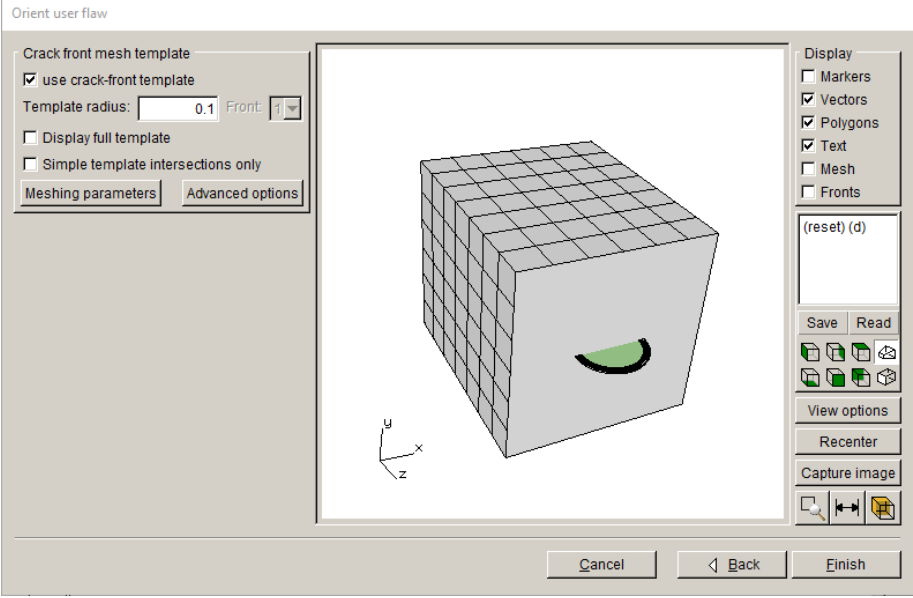 Orient user flaw
Crack front mesh template
use crack-front template
Template radius: 0.1 Front: 1
Display full template
Simple template intersections only
Meshing parameters Advanced options
y
x
z
Display
Markers
Vectors
Polygons
Text
Mesh
Fronts
(reset) (d)
Save Read
View options
Recenter
Capture image
Cancel Back Finish